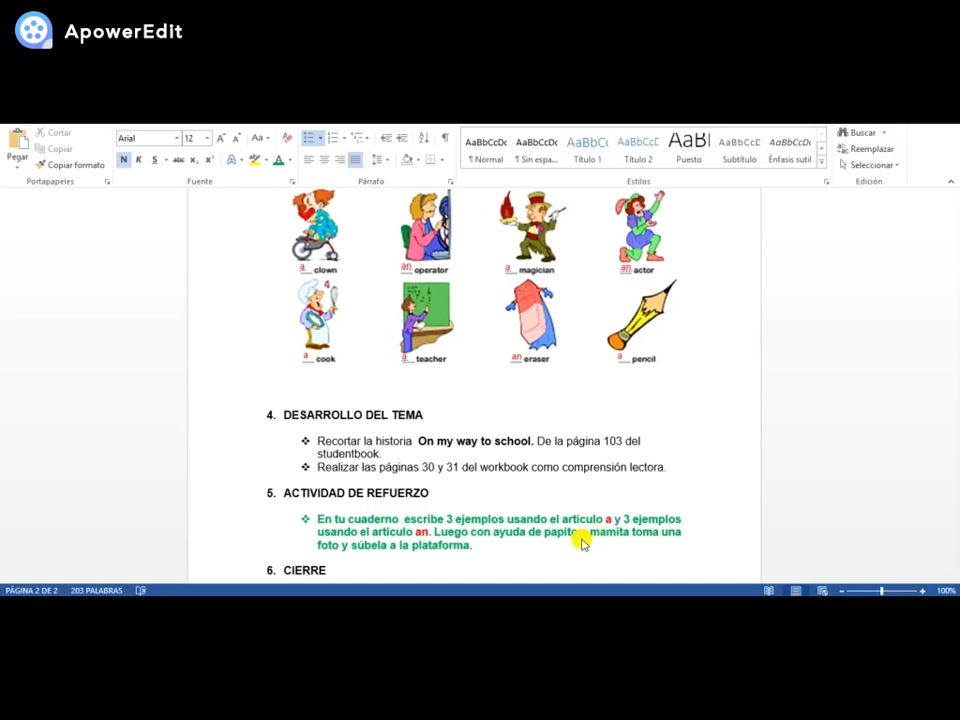 ApowerEdit
Cortar
Copiar
Pegar
Copiar formato
Portapapeles
Arial 12
A A Aa
N K S abc x₂ x²
Fuente
Párrafo
AaBbCcDc AaBbCcDc AaBbCc AaBbCcD AaBl AaBbCcD AaBbCcDc
¶ Normal ¶ Sin espa... Título 1 Título 2 Puesto Subtítulo Énfasis sutil
Estilos
Buscar
Reemplazar
Seleccionar
Edición
a clown an operator a magician an actor
a cook a teacher an eraser a pencil
4. DESARROLLO DEL TEMA
❖ Recortar la historia On my way to school. De la página 103 del
studentbook.
❖ Realizar las páginas 30 y 31 del workbook como comprensión lectora.
5. ACTIVIDAD DE REFUERZO
❖ En tu cuaderno escribe 3 ejemplos usando el articulo a y 3 ejemplos
usando el articulo an. Luego con ayuda de mamita toma una
foto y súbela a la plataforma.
6. CIERRE
PÁGINA 2 DE 2 203 PALABRAS 100%